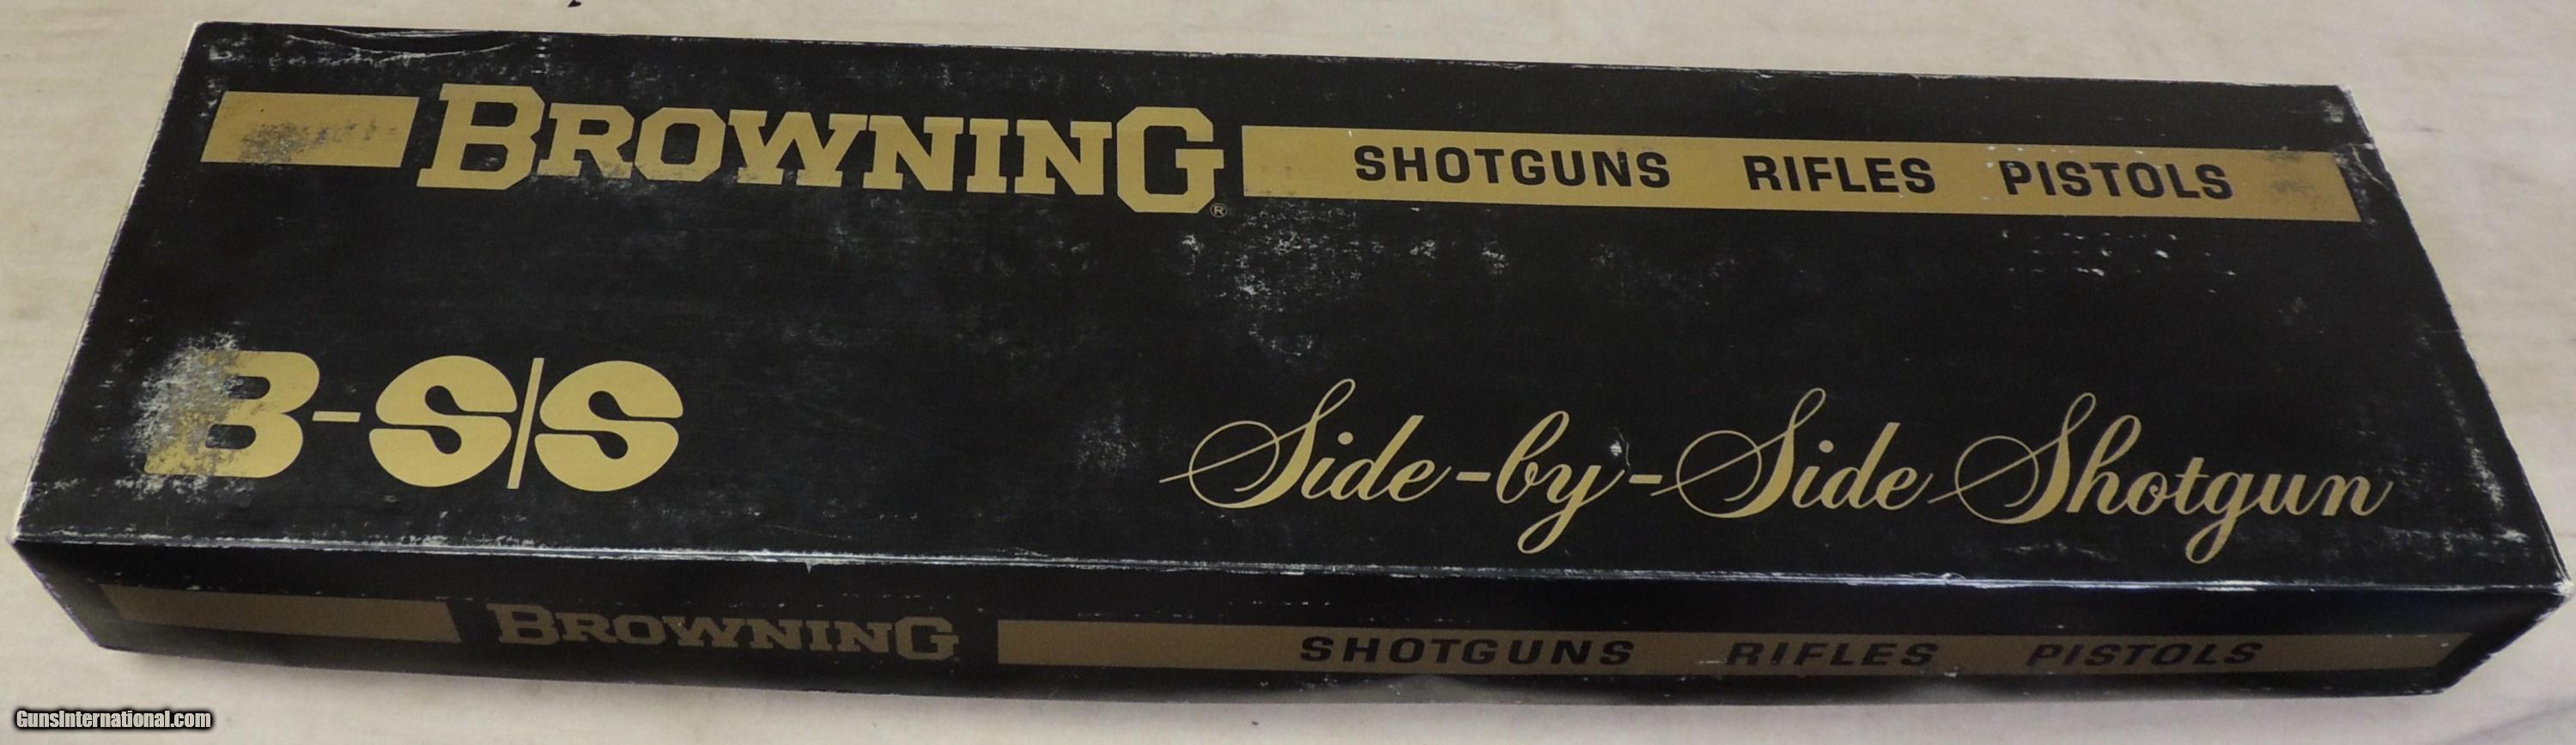 BROWNING® SHOTGUNS RIFLES PISTOLS
B-S/S
Side-by-Side Shotgun
BROWNING SHOTGUNS RIFLES PISTOLS
GunsInternational.com